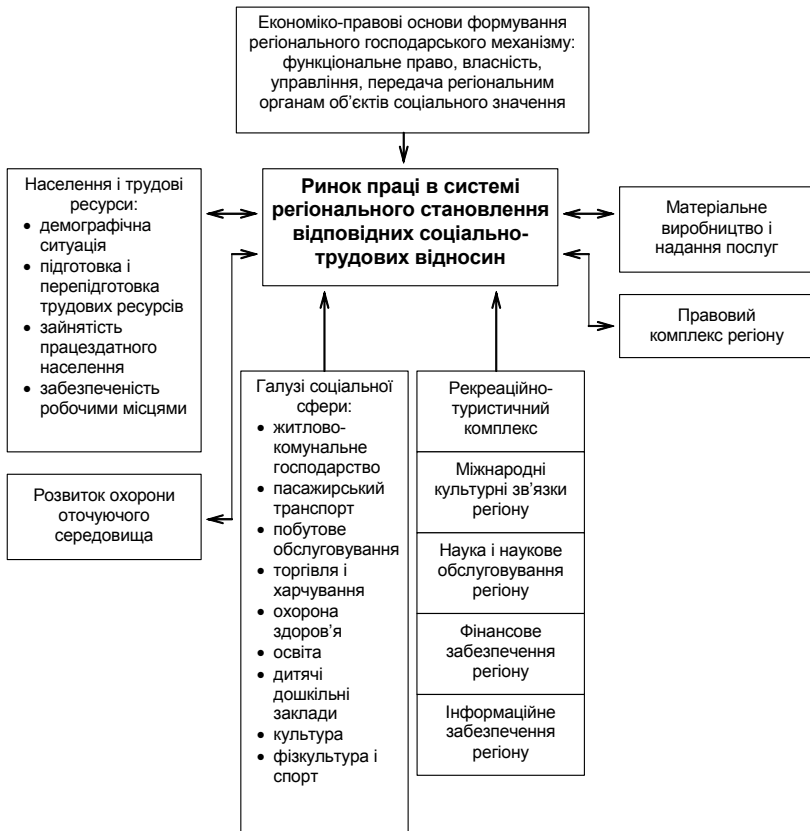 Економіко-правові основи формування
регіонального господарського механізму:
функціональне право, власність,
управління, передача регіональним
органам об’єктів соціального значення
Населення і трудові
ресурси:
• демографічна
ситуація
• підготовка і
перепідготовка
трудових ресурсів
• зайнятість
працездатного
населення
• забезпеченість
робочими місцями
Ринок праці в системі
регіонального становлення
відповідних соціально-
трудових відносин
Матеріальне
виробництво і
надання послуг
Правовий
комплекс регіону
Розвиток охорони
оточуючого
середовища
Галузі соціальної
сфери:
• житлово-
комунальне
господарство
• пасажирський
транспорт
• побутове
обслуговування
• торгівля і
харчування
• охорона
здоров’я
• освіта
• дитячі
дошкільні
заклади
• культура
• фізкультура і
спорт
Рекреаційно-
туристичний
комплекс
Міжнародні
культурні зв’язки
регіону
Наука і наукове
обслуговування
регіону
Фінансове
забезпечення
регіону
Інформаційне
забезпечення
регіону